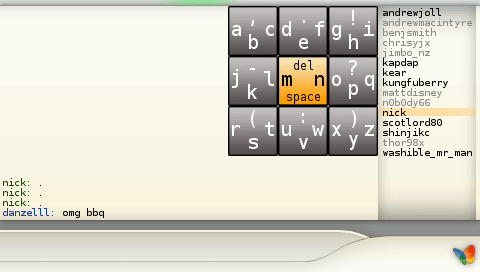 a , c d . f g ! i
b e h
j - l del o ? q
k m n p
space
r ( t u : w x ) z
s v y
andrewjoll
andrewmacintyre
benjsmith
chrisyjx
jimbo_nz
kapdap
kear
kungfuberry
mattdisney
n0b0dy66
nick
scotlord80
shinjikc
thor98x
washible_mr_man
nick: .
nick: .
nick: .
danzelll: omg bbq